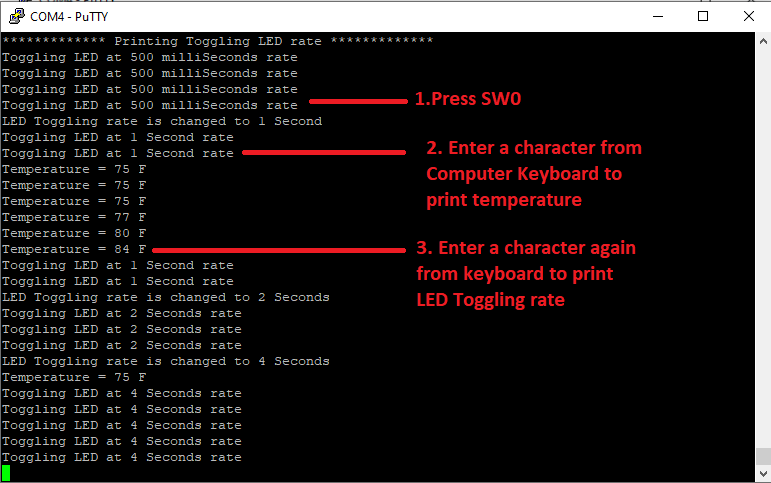 COM4 - PuTTY
************* Printing Toggling LED rate *************
Toggling LED at 500 milliSeconds rate
Toggling LED at 500 milliSeconds rate
Toggling LED at 500 milliSeconds rate
Toggling LED at 500 milliSeconds rate
1.Press SW0
LED Toggling rate is changed to 1 Second
Toggling LED at 1 Second rate
Toggling LED at 1 Second rate
2. Enter a character from
Computer Keyboard to
print temperature
Temperature = 75 F
Temperature = 75 F
Temperature = 75 F
Temperature = 77 F
Temperature = 80 F
Temperature = 84 F
3. Enter a character again
from keyboard to print
LED Toggling rate
Toggling LED at 1 Second rate
Toggling LED at 1 Second rate
LED Toggling rate is changed to 2 Seconds
Toggling LED at 2 Seconds rate
Toggling LED at 2 Seconds rate
Toggling LED at 2 Seconds rate
LED Toggling rate is changed to 4 Seconds
Temperature = 75 F
Toggling LED at 4 Seconds rate
Toggling LED at 4 Seconds rate
Toggling LED at 4 Seconds rate
Toggling LED at 4 Seconds rate
Toggling LED at 4 Seconds rate